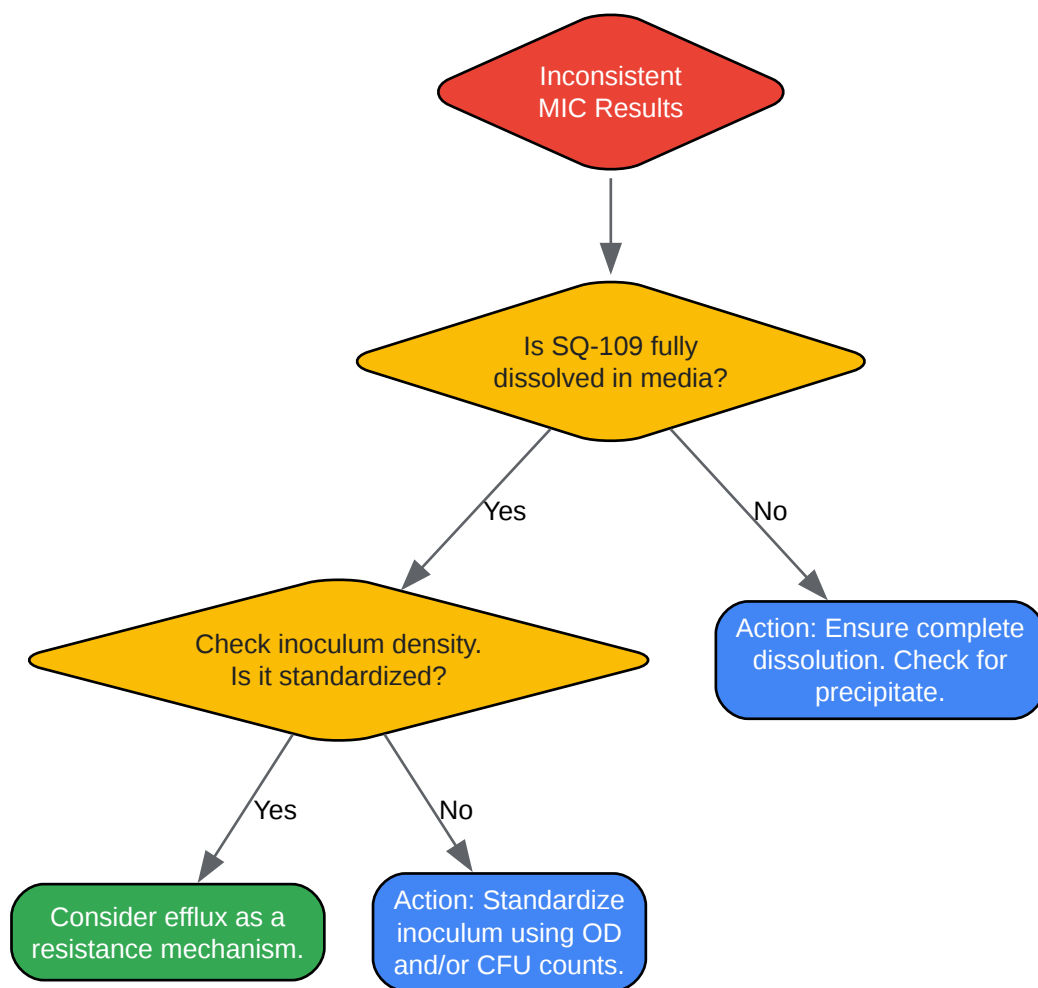 Inconsistent
MIC Results
Is SQ-109 fully
dissolved in media?
Yes
No
Check inoculum density.
Is it standardized?
Action: Ensure complete
dissolution. Check for
precipitate.
Yes
No
Consider efflux as a
resistance mechanism.
Action: Standardize
inoculum using OD
and/or CFU counts.